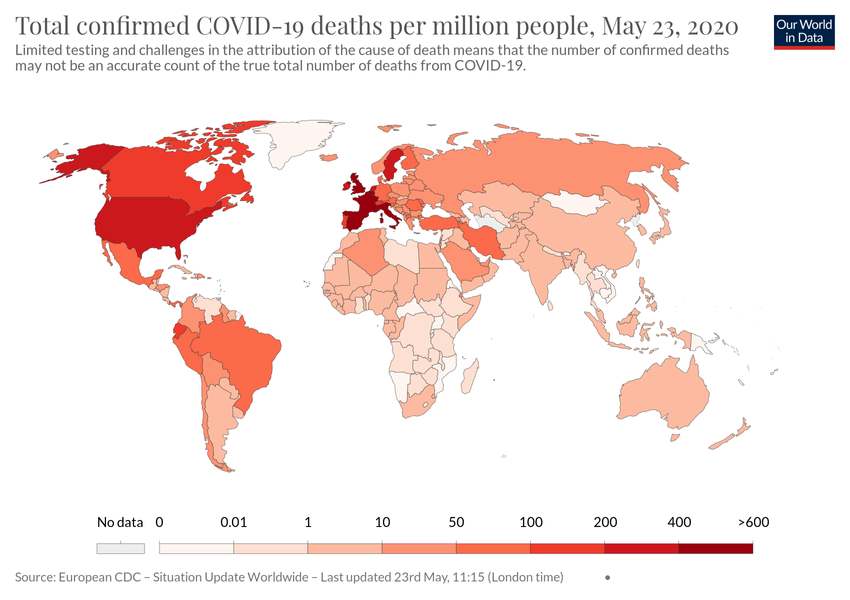 Total confirmed COVID-19 deaths per million people, May 23, 2020
Our World
in Data
Limited testing and challenges in the attribution of the cause of death means that the number of confirmed deaths
may not be an accurate count of the true total number of deaths from COVID-19.
No data 0 0.01 1 10 50 100 200 400 >600
Source: European CDC – Situation Update Worldwide – Last updated 23rd May, 11:15 (London time) •